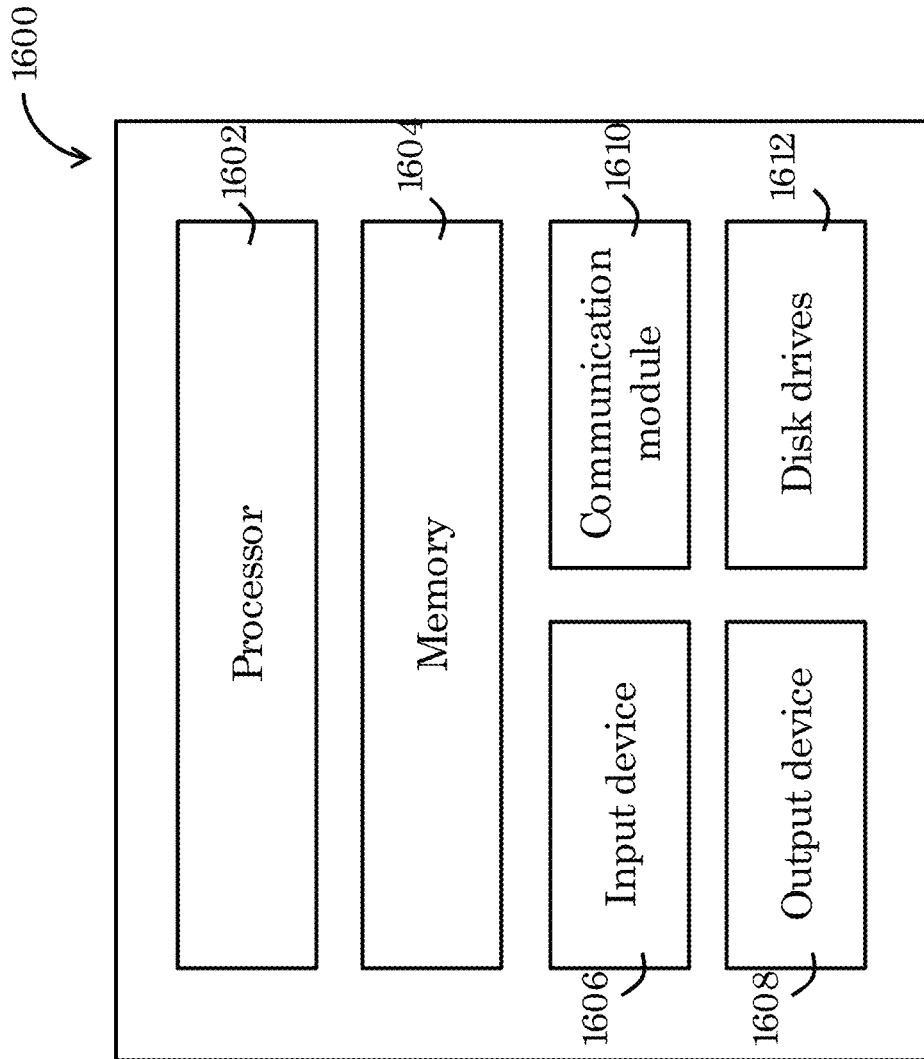 1600
1602
Processor
1604
Memory
1606
Input device
1610
Communication
module
1608
Output device
1612
Disk drives